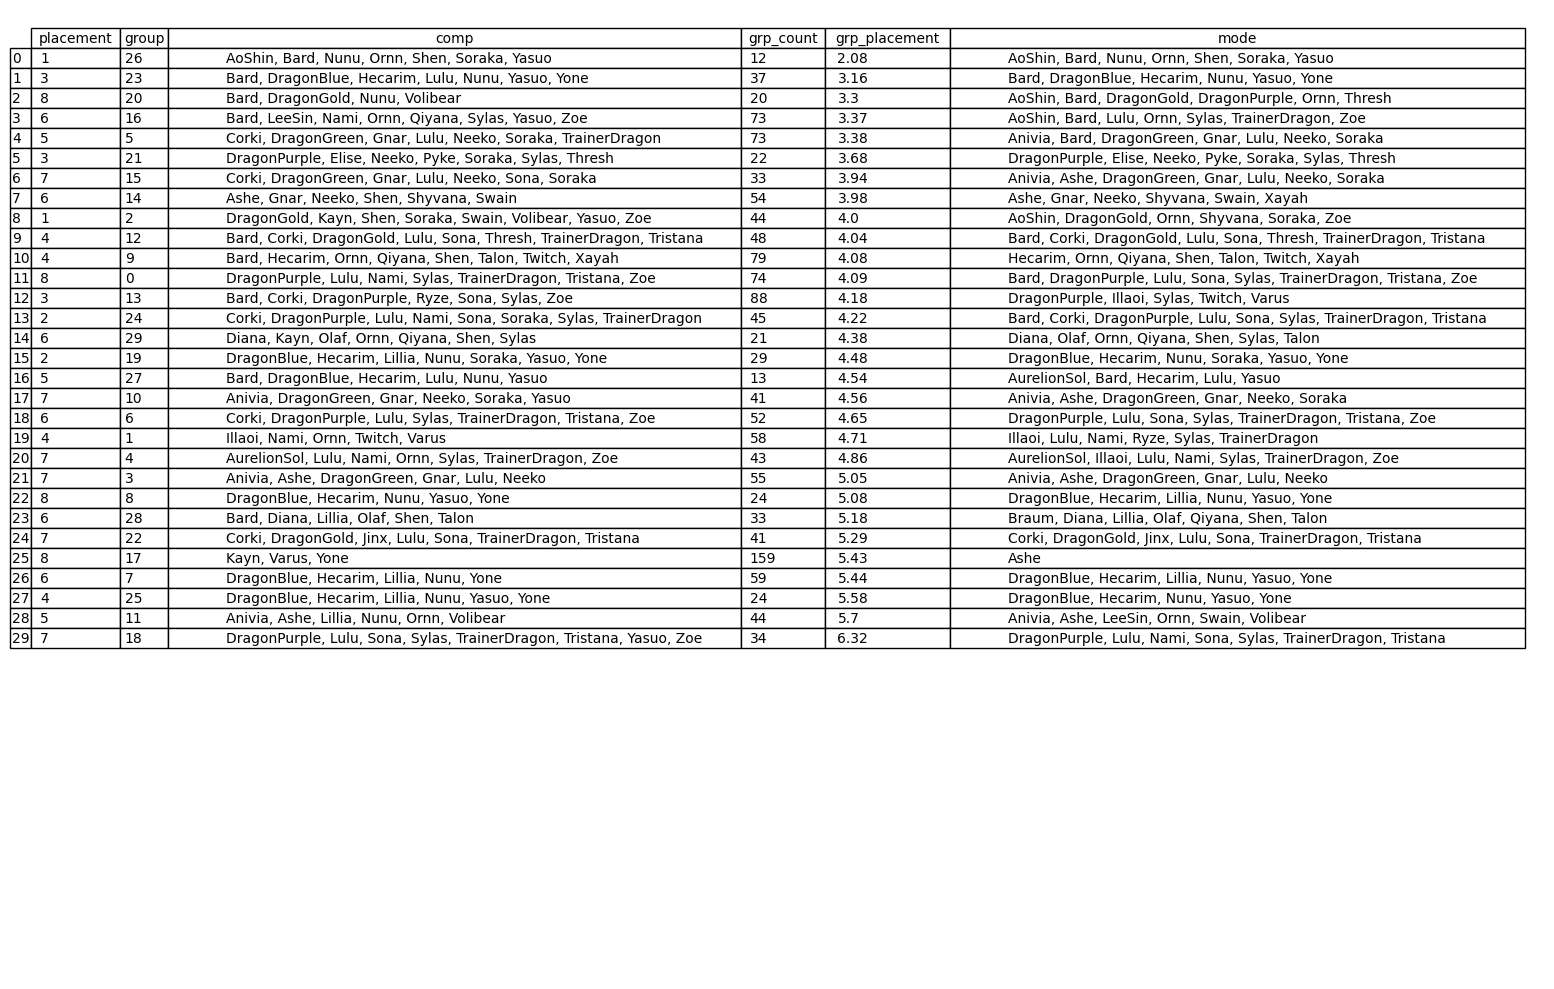 placement group comp grp_count grp_placement mode
0 1 26 AoShin, Bard, Nunu, Ornn, Shen, Soraka, Yasuo 12 2.08 AoShin, Bard, Nunu, Ornn, Shen, Soraka, Yasuo
1 3 23 Bard, DragonBlue, Hecarim, Lulu, Nunu, Yasuo, Yone 37 3.16 Bard, DragonBlue, Hecarim, Nunu, Yasuo, Yone
2 8 20 Bard, DragonGold, Nunu, Volibear 20 3.3 AoShin, Bard, DragonGold, DragonPurple, Ornn, Thresh
3 6 16 Bard, LeeSin, Nami, Ornn, Qiyana, Sylas, Yasuo, Zoe 73 3.37 AoShin, Bard, Lulu, Ornn, Sylas, TrainerDragon, Zoe
4 5 5 Corki, DragonGreen, Gnar, Lulu, Neeko, Soraka, TrainerDragon 73 3.38 Anivia, Bard, DragonGreen, Gnar, Lulu, Neeko, Soraka
5 3 21 DragonPurple, Elise, Neeko, Pyke, Soraka, Sylas, Thresh 22 3.68 DragonPurple, Elise, Neeko, Pyke, Soraka, Sylas, Thresh
6 7 15 Corki, DragonGreen, Gnar, Lulu, Neeko, Sona, Soraka 33 3.94 Anivia, Ashe, DragonGreen, Gnar, Lulu, Neeko, Soraka
7 6 14 Ashe, Gnar, Neeko, Shen, Shyvana, Swain 54 3.98 Ashe, Gnar, Neeko, Shyvana, Swain, Xayah
8 1 2 DragonGold, Kayn, Shen, Soraka, Swain, Volibear, Yasuo, Zoe 44 4.0 AoShin, DragonGold, Ornn, Shyvana, Soraka, Zoe
9 4 12 Bard, Corki, DragonGold, Lulu, Sona, Thresh, TrainerDragon, Tristana 48 4.04 Bard, Corki, DragonGold, Lulu, Sona, Thresh, TrainerDragon, Tristana
10 4 9 Bard, Hecarim, Ornn, Qiyana, Shen, Talon, Twitch, Xayah 79 4.08 Hecarim, Ornn, Qiyana, Shen, Talon, Twitch, Xayah
11 8 0 DragonPurple, Lulu, Nami, Sylas, TrainerDragon, Tristana, Zoe 74 4.09 Bard, DragonPurple, Lulu, Sona, Sylas, TrainerDragon, Tristana, Zoe
12 3 13 Bard, Corki, DragonPurple, Ryze, Sona, Sylas, Zoe 88 4.18 DragonPurple, Illaoi, Sylas, Twitch, Varus
13 2 24 Corki, DragonPurple, Lulu, Nami, Sona, Soraka, Sylas, TrainerDragon 45 4.22 Bard, Corki, DragonPurple, Lulu, Sona, Sylas, TrainerDragon, Tristana
14 6 29 Diana, Kayn, Olaf, Ornn, Qiyana, Shen, Sylas 21 4.38 Diana, Olaf, Ornn, Qiyana, Shen, Sylas, Talon
15 2 19 DragonBlue, Hecarim, Lillia, Nunu, Soraka, Yasuo, Yone 29 4.48 DragonBlue, Hecarim, Nunu, Soraka, Yasuo, Yone
16 5 27 Bard, DragonBlue, Hecarim, Lulu, Nunu, Yasuo 13 4.54 AurelionSol, Bard, Hecarim, Lulu, Yasuo
17 7 10 Anivia, DragonGreen, Gnar, Neeko, Soraka, Yasuo 41 4.56 Anivia, Ashe, DragonGreen, Gnar, Neeko, Soraka
18 6 6 Corki, DragonPurple, Lulu, Sylas, TrainerDragon, Tristana, Zoe 52 4.65 DragonPurple, Lulu, Sona, Sylas, TrainerDragon, Tristana, Zoe
19 4 1 Illaoi, Nami, Ornn, Twitch, Varus 58 4.71 Illaoi, Lulu, Nami, Ryze, Sylas, TrainerDragon
20 7 4 AurelionSol, Lulu, Nami, Ornn, Sylas, TrainerDragon, Zoe 43 4.86 AurelionSol, Illaoi, Lulu, Nami, Sylas, TrainerDragon, Zoe
21 7 3 Anivia, Ashe, DragonGreen, Gnar, Lulu, Neeko 55 5.05 Anivia, Ashe, DragonGreen, Gnar, Lulu, Neeko
22 8 8 DragonBlue, Hecarim, Nunu, Yasuo, Yone 24 5.08 DragonBlue, Hecarim, Lillia, Nunu, Yasuo, Yone
23 6 28 Bard, Diana, Lillia, Olaf, Shen, Talon 33 5.18 Braum, Diana, Lillia, Olaf, Qiyana, Shen, Talon
24 7 22 Corki, DragonGold, Jinx, Lulu, Sona, TrainerDragon, Tristana 41 5.29 Corki, DragonGold, Jinx, Lulu, Sona, TrainerDragon, Tristana
25 8 17 Kayn, Varus, Yone 159 5.43 Ashe
26 6 7 DragonBlue, Hecarim, Lillia, Nunu, Yone 59 5.44 DragonBlue, Hecarim, Lillia, Nunu, Yasuo, Yone
27 4 25 DragonBlue, Hecarim, Lillia, Nunu, Yasuo, Yone 24 5.58 DragonBlue, Hecarim, Nunu, Yasuo, Yone
28 5 11 Anivia, Ashe, Lillia, Nunu, Ornn, Volibear 44 5.7 Anivia, Ashe, LeeSin, Ornn, Swain, Volibear
29 7 18 DragonPurple, Lulu, Sona, Sylas, TrainerDragon, Tristana, Yasuo, Zoe 34 6.32 DragonPurple, Lulu, Nami, Sona, Sylas, TrainerDragon, Tristana